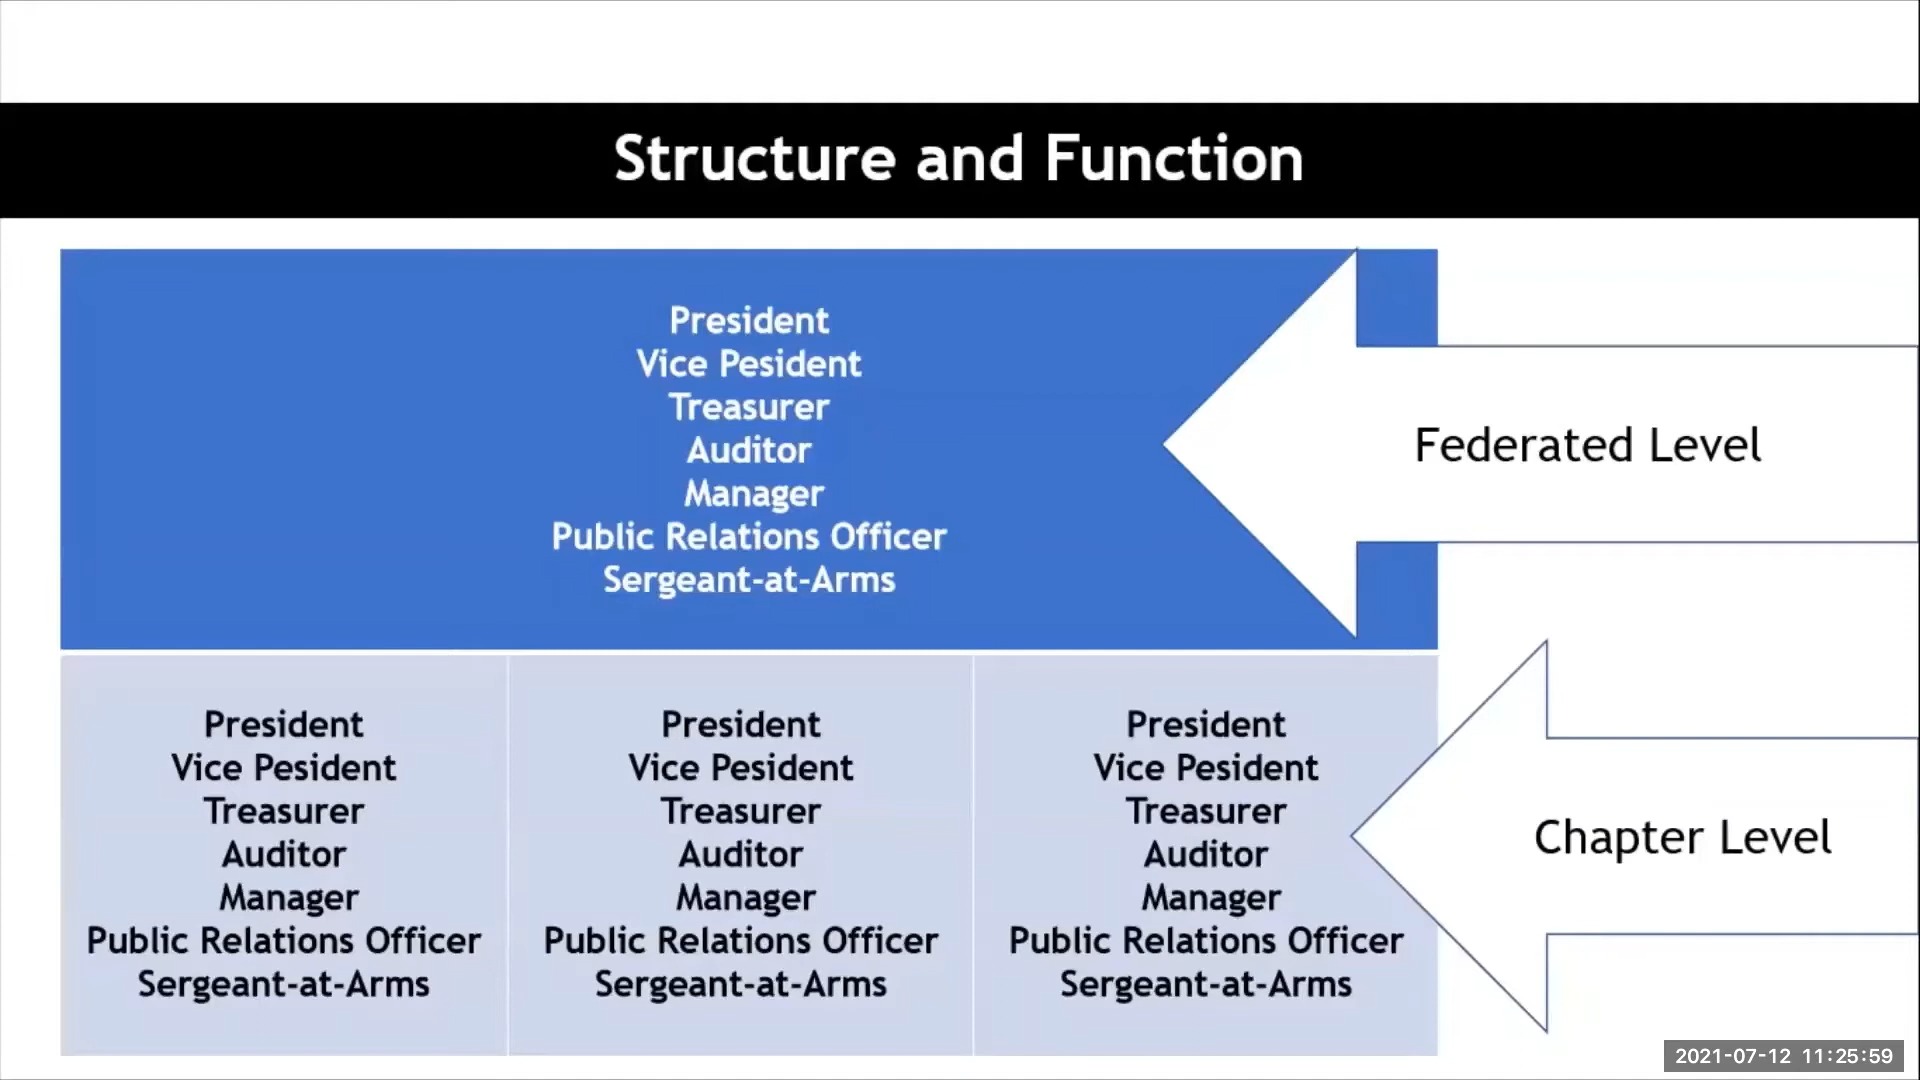 Structure and Function
President
Vice Pesident
Treasurer
Auditor
Manager
Public Relations Officer
Sergeant-at-Arms
Federated Level
President
Vice Pesident
Treasurer
Auditor
Manager
Public Relations Officer
Sergeant-at-Arms
President
Vice Pesident
Treasurer
Auditor
Manager
Public Relations Officer
Sergeant-at-Arms
President
Vice Pesident
Treasurer
Auditor
Manager
Public Relations Officer
Sergeant-at-Arms
Chapter Level
2021-07-12 11:25:59